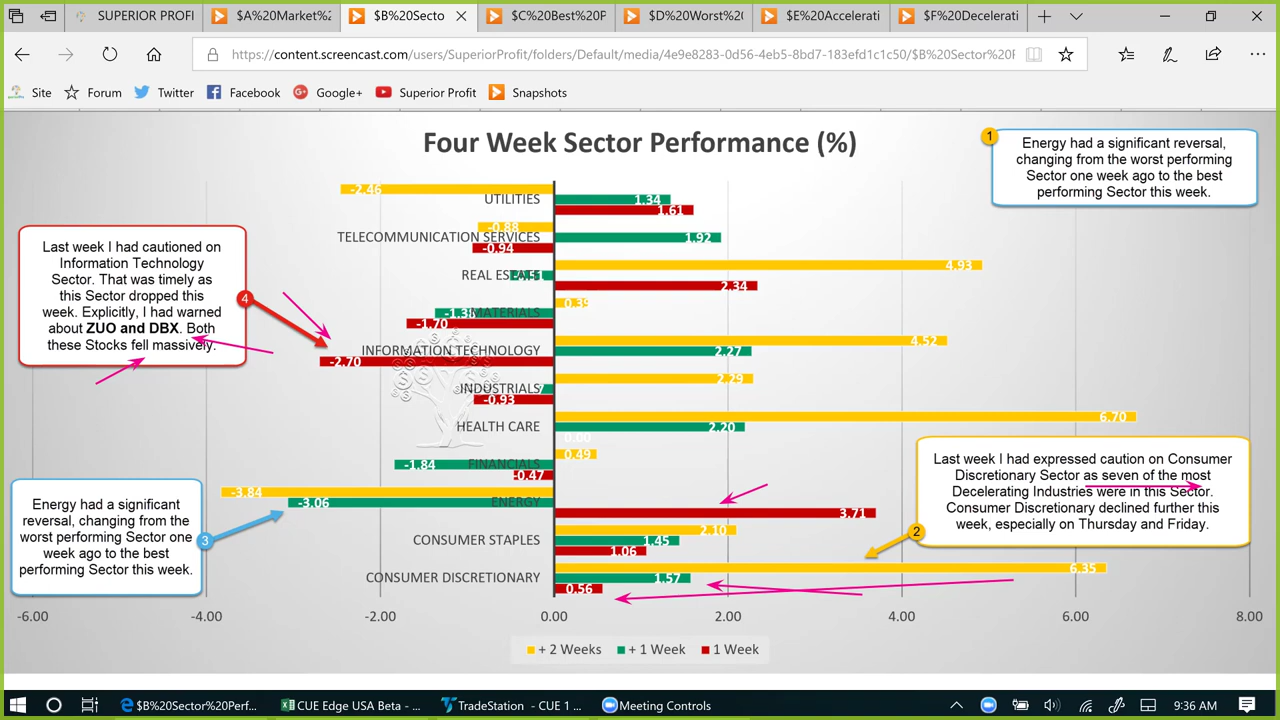 SUPERIOR PROFI
$A%20Market%2
$B%20Secto
$C%20Best%20P
$D%20Worst%20
$E%20Accelerati
$F%20Decelerati
https://content.screencast.com/users/SuperiorProfit/folders/Default/media/4e9e8283-0d56-4eb5-8bd7-183efd1c1c50/$B%20Sector%20P
Site
Forum
Twitter
Facebook
Google+
Superior Profit
Snapshots
Four Week Sector Performance (%)
1
Energy had a significant reversal,
changing from the worst performing
Sector one week ago to the best
performing Sector this week.
-2.46
UTILITIES
1.34
1.61
-0.88
TELECOMMUNICATION SERVICES
1.92
-0.94
4.93
REAL ESTATE
2.34
0.39
MATERIALS
-1.70
4.52
INFORMATION TECHNOLOGY
2.27
-2.70
2.29
INDUSTRIALS
-0.93
6.70
HEALTH CARE
2.20
0.00
0.49
-1.84
FINANCIALS
-0.47
-3.84
-3.06
ENERGY
3.71
2.10
CONSUMER STAPLES
1.45
1.06
6.35
CONSUMER DISCRETIONARY
1.57
0.56
Last week I had cautioned on
Information Technology
Sector. That was timely as
this Sector dropped this
week. Explicitly, I had warned
about ZUO and DBX. Both
these Stocks fell massively.
4
Energy had a significant
reversal, changing from the
worst performing Sector one
week ago to the best
performing Sector this week.
3
Last week I had expressed caution on Consumer
Discretionary Sector as seven of the most
Decelerating Industries were in this Sector.
Consumer Discretionary declined further this
week, especially on Thursday and Friday.
2
-6.00 -4.00 -2.00 0.00 2.00 4.00 6.00 8.00
+ 2 Weeks + 1 Week 1 Week
$B%20Sector%20Perf...
CUE Edge USA Beta - ...
TradeStation - CUE 1 ...
Meeting Controls
9:36 AM